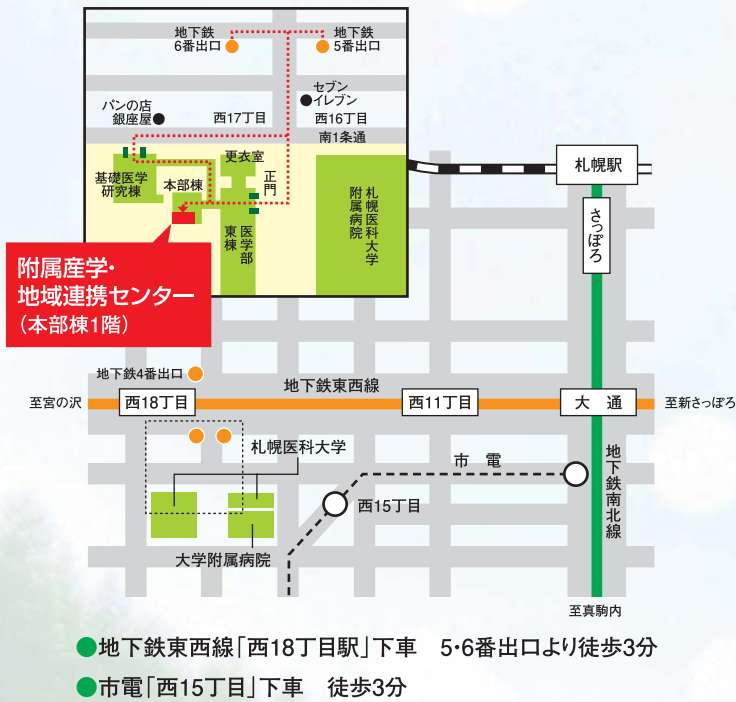 地下鉄
6番出口
地下鉄
5番出口
セブン
イレブン
パンの店
銀座屋
西17丁目
西16丁目
南1条通
更衣室
正門
基礎医学
研究棟
本部棟
医学部
東棟
札幌医科大学
附属病院
札幌駅
さっぽろ
附属産学・
地域連携センター
(本部棟1階)
地下鉄4番出口
地下鉄東西線
至宮の沢
西18丁目
西11丁目
大通
至新さっぽろ
札幌医科大学
市電
地下鉄南北線
西15丁目
大学附属病院
至真駒内
●地下鉄東西線「西18丁目駅」下車 5・6番出口より徒歩3分
●市電「西15丁目」下車 徒歩3分